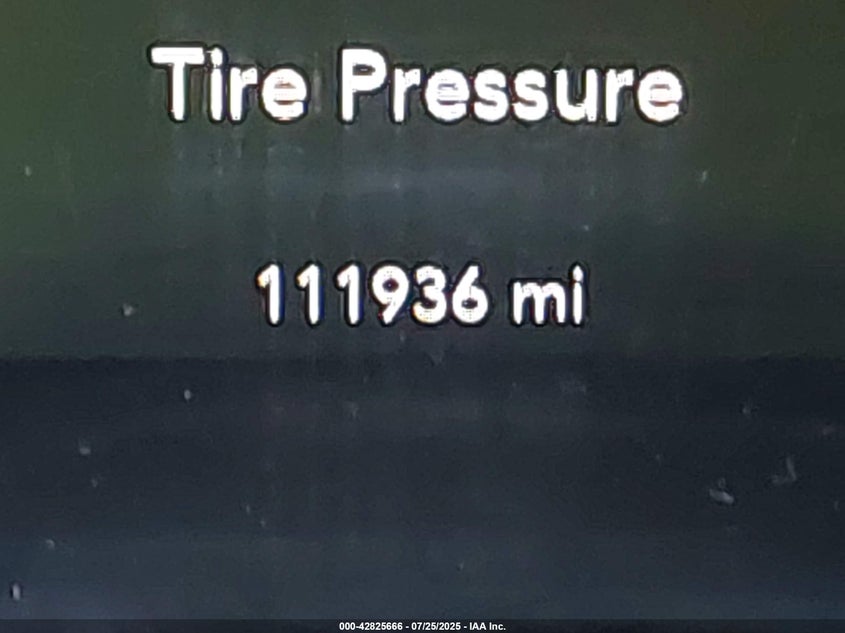 Tire Pressure
111936 mi
000-42825666 - 07/25/2025 - IAA Inc.